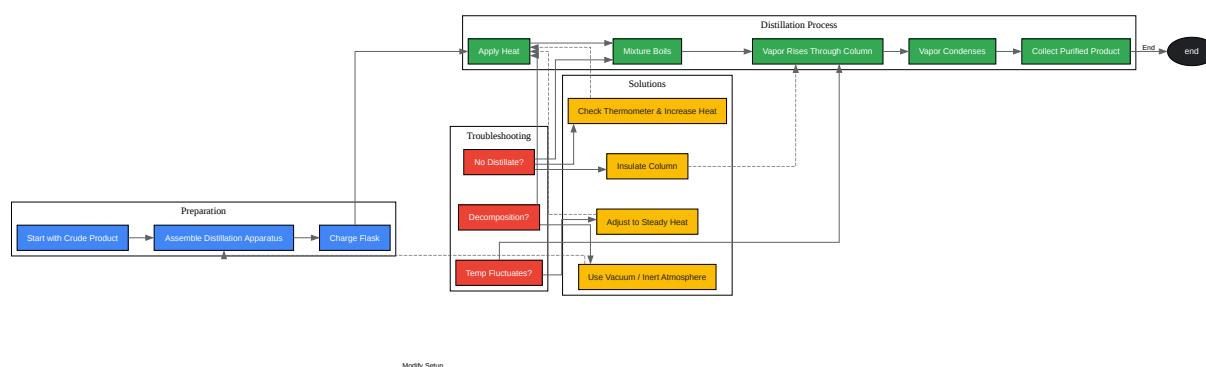 Distillation Process
Apply Heat
Mixture Boils
Vapor Rises Through Column
Vapor Condenses
Collect Purified Product
End
end
Solutions
Check Thermometer & Increase Heat
Troubleshooting
No Distillate?
Insulate Column
Preparation
Decomposition?
Adjust to Steady Heat
Start with Crude Product
Assemble Distillation Apparatus
Charge Flask
Temp Fluctuates?
Use Vacuum / Inert Atmosphere
Modify Setup